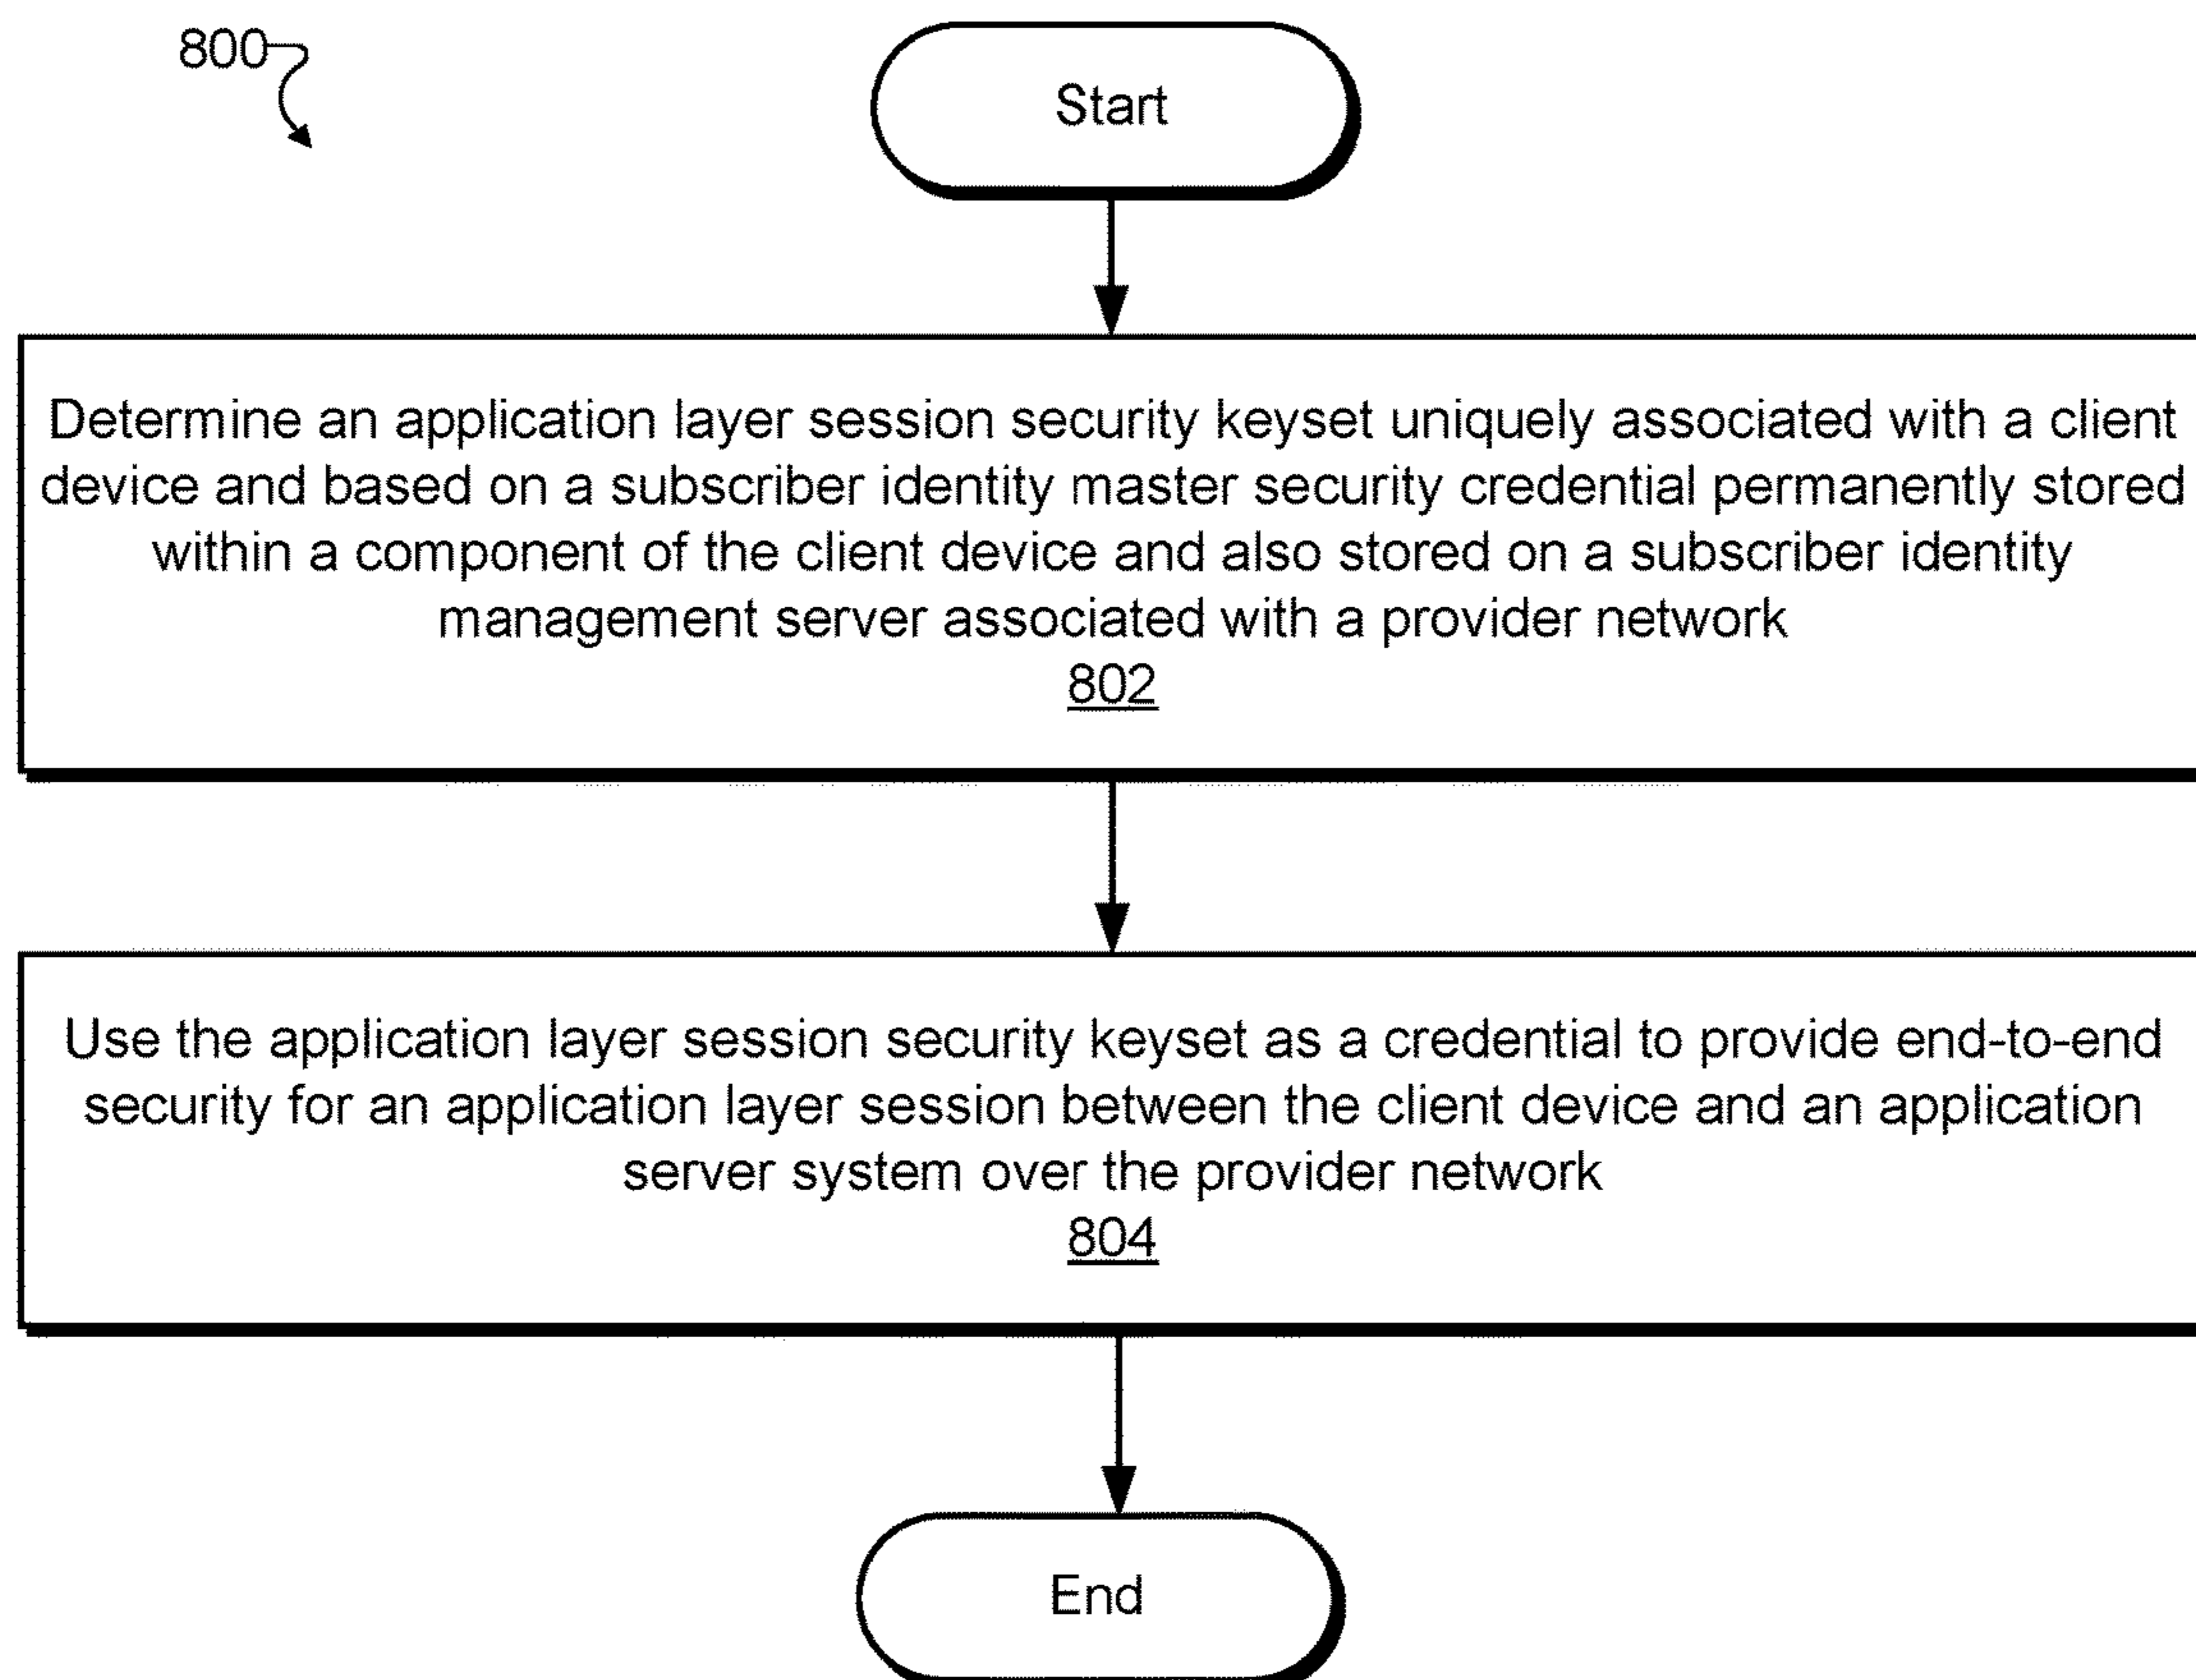 800
Start
Determine an application layer session security keyset uniquely associated with a client
device and based on a subscriber identity master security credential permanently stored
within a component of the client device and also stored on a subscriber identity
management server associated with a provider network
802
Use the application layer session security keyset as a credential to provide end-to-end
security for an application layer session between the client device and an application
server system over the provider network
804
End